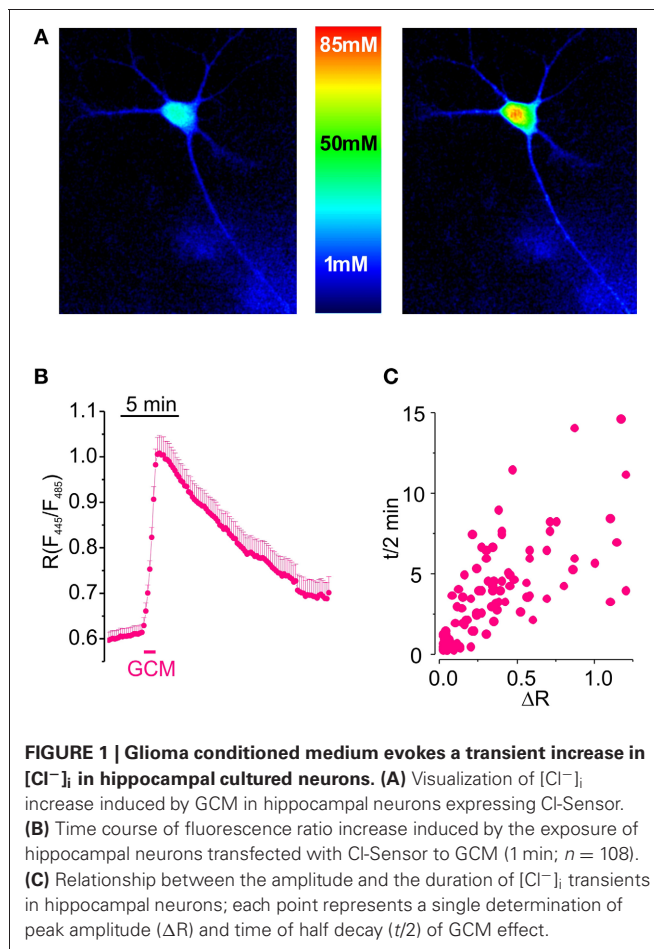 A
85mM
50mM
1mM
B
5 min
1.1
1.0
0.9
0.8
0.7
0.6
R(F445/F485)
GCM
C
15
10
5
0
t/2 min
0.0
0.5
1.0
ΔR
FIGURE 1 | Glioma conditioned medium evokes a transient increase in
[Cl−]i in hippocampal cultured neurons. (A) Visualization of [Cl−]i
increase induced by GCM in hippocampal neurons expressing Cl-Sensor.
(B) Time course of fluorescence ratio increase induced by the exposure of
hippocampal neurons transfected with Cl-Sensor to GCM (1 min; n = 108).
(C) Relationship between the amplitude and the duration of [Cl−]i transients
in hippocampal neurons; each point represents a single determination of
peak amplitude (ΔR) and time of half decay (t/2) of GCM effect.